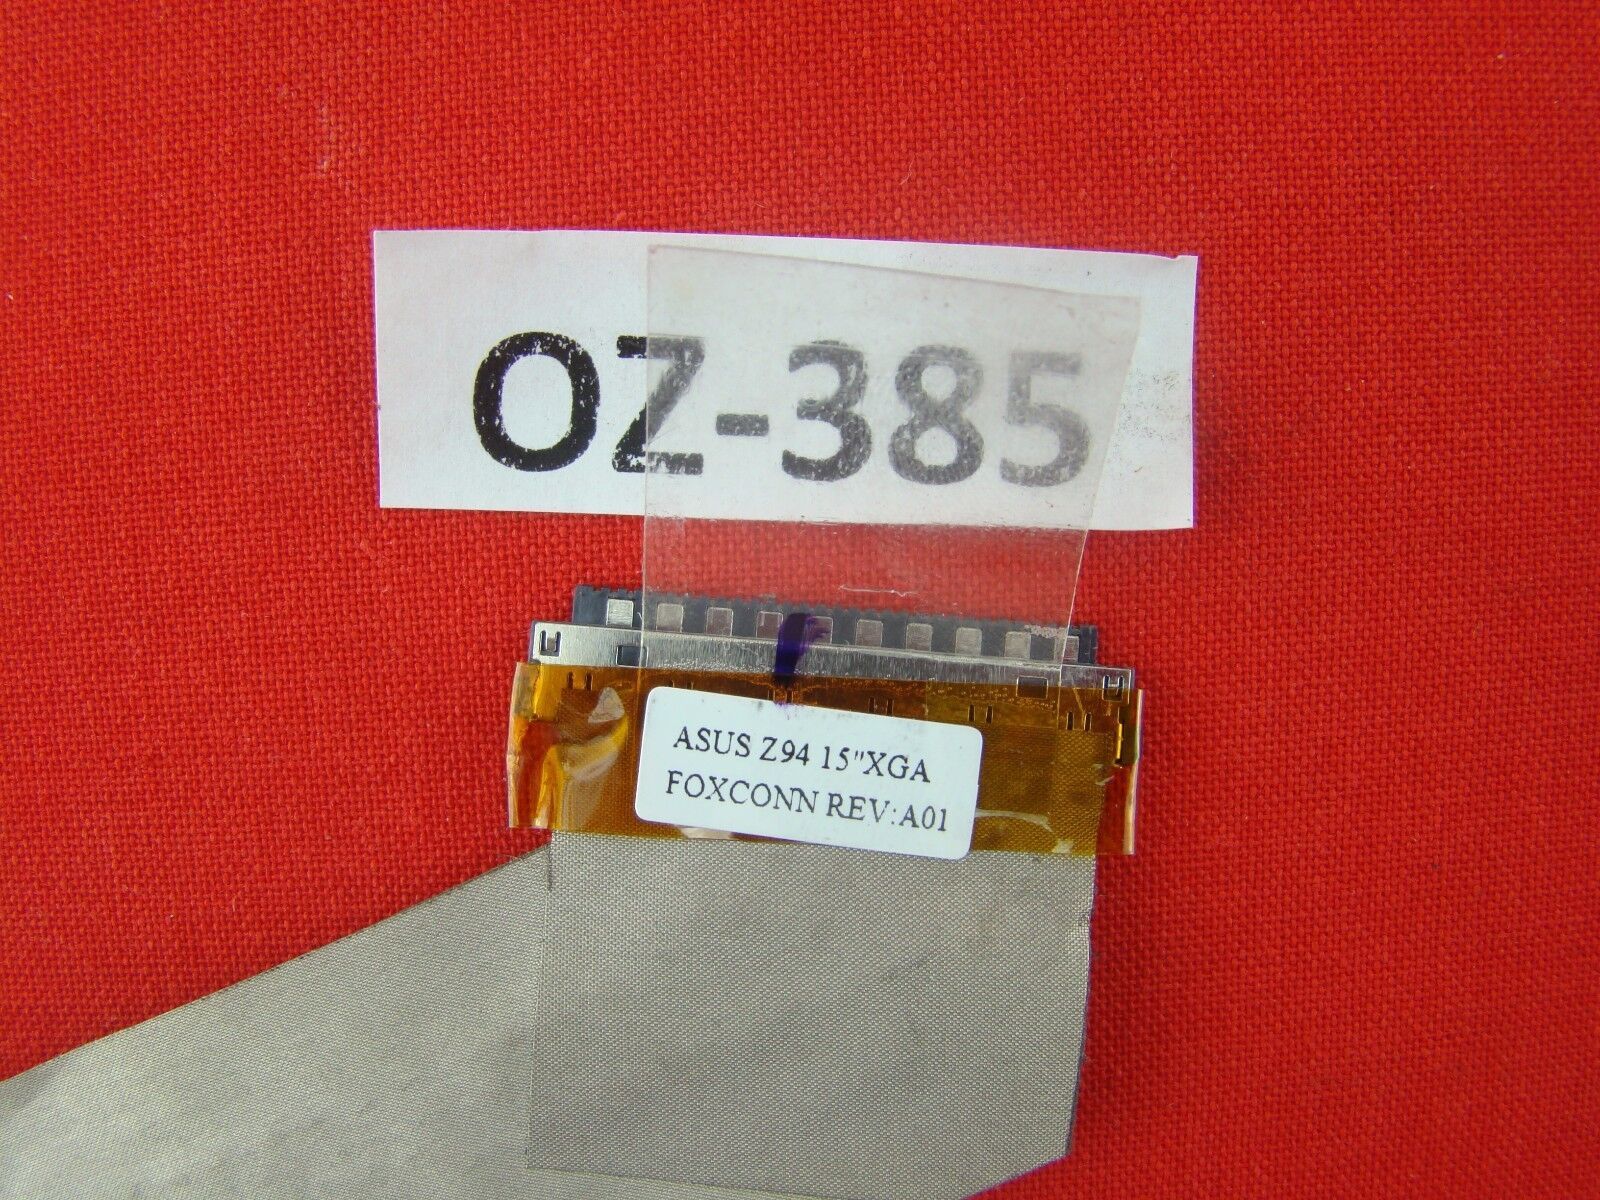 OZ-385
ASUS Z94 15"XGA
FOXCONN REV:A01